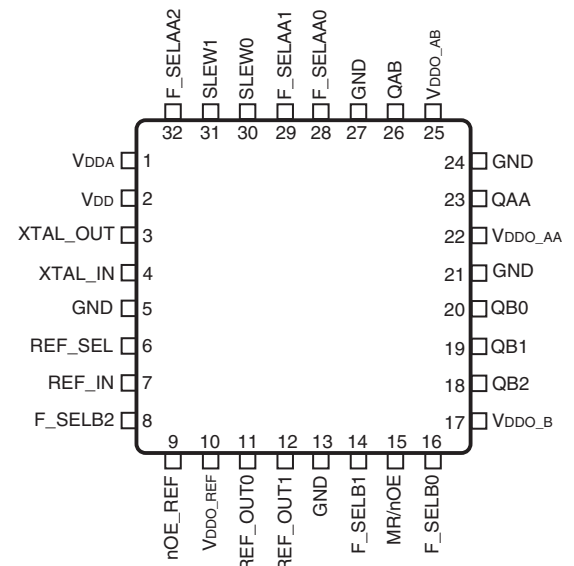 F_SELAA2
SLEW1
SLEW0
F_SELAA1
F_SELAA0
GND
QAB
VDDO_AB
32 31 30 29 28 27 26 25
VDDA 1
VDD 2
XTAL_OUT 3
XTAL_IN 4
GND 5
REF_SEL 6
REF_IN 7
F_SELB2 8
24 GND
23 QAA
22 VDDO_AA
21 GND
20 QB0
19 QB1
18 QB2
17 VDDO_B
9 10 11 12 13 14 15 16
nOE_REF
VDDO_REF
REF_OUT0
REF_OUT1
GND
F_SELB1
MR/nOE
F_SELB0